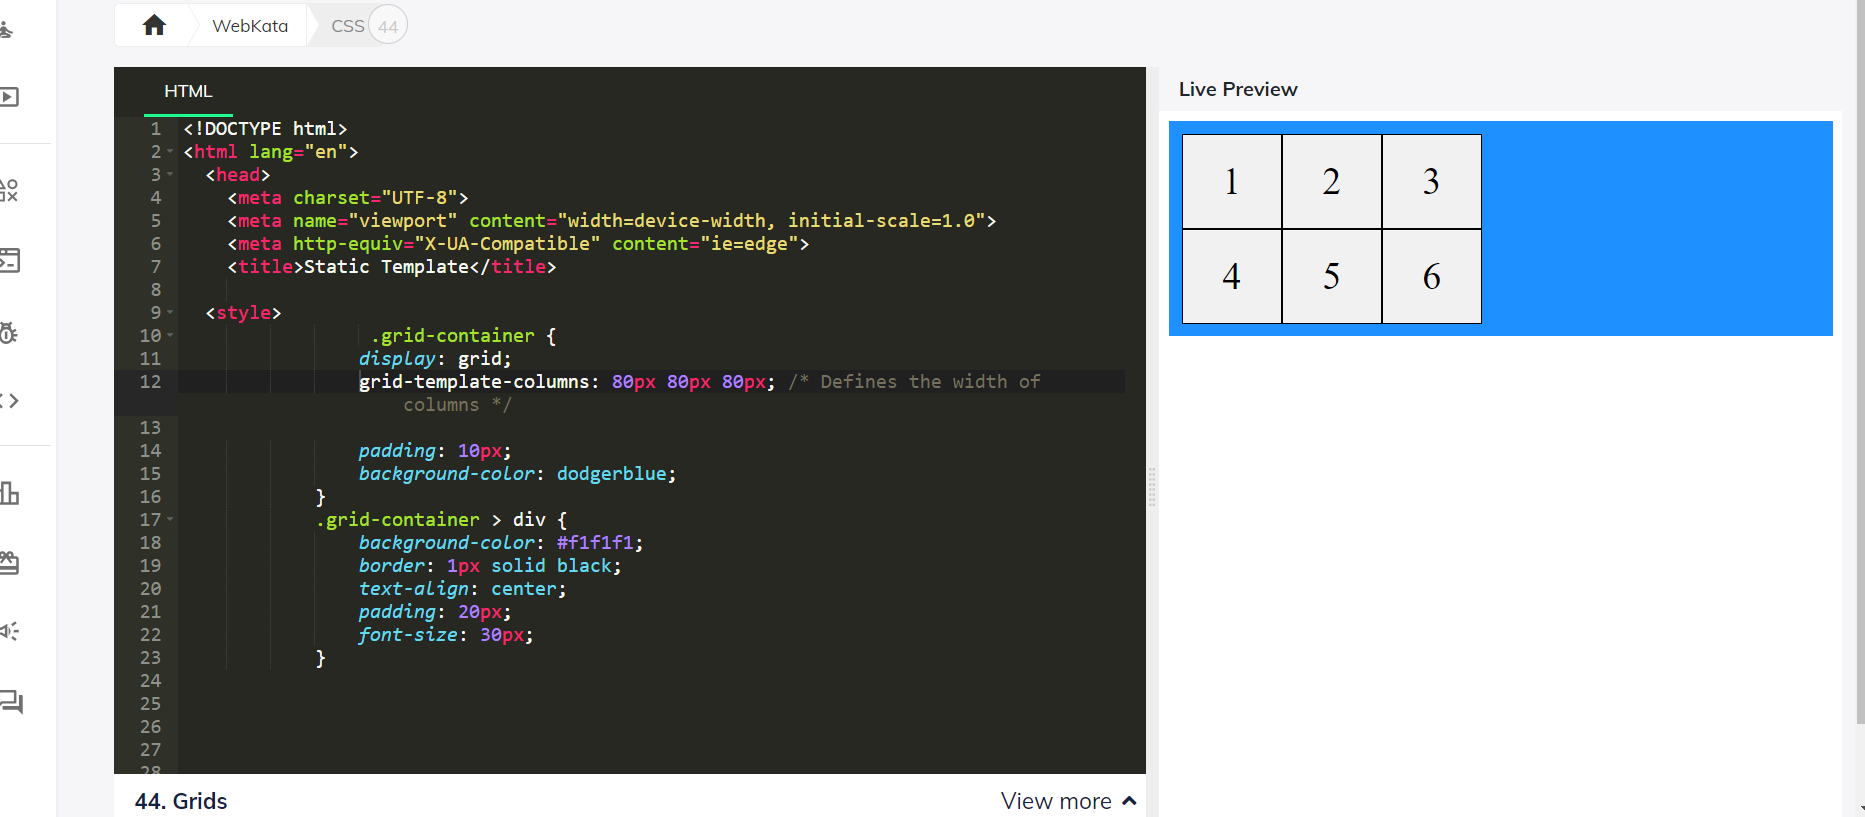 WebKata
CSS 44
HTML
1 <!DOCTYPE html>
2 <html lang="en">
3 <head>
4 <meta charset="UTF-8">
5 <meta name="viewport" content="width=device-width, initial-scale=1.0">
6 <meta http-equiv="X-UA-Compatible" content="ie=edge">
7 <title>Static Template</title>
8
9 <style>
10 .grid-container {
11 display: grid;
12 grid-template-columns: 80px 80px 80px; /* Defines the width of
columns */
13
14 padding: 10px;
15 background-color: dodgerblue;
16 }
17 .grid-container > div {
18 background-color: #f1f1f1;
19 border: 1px solid black;
20 text-align: center;
21 padding: 20px;
22 font-size: 30px;
23 }
24
25
26
27
28
44. Grids
View more
Live Preview
1 2 3
4 5 6